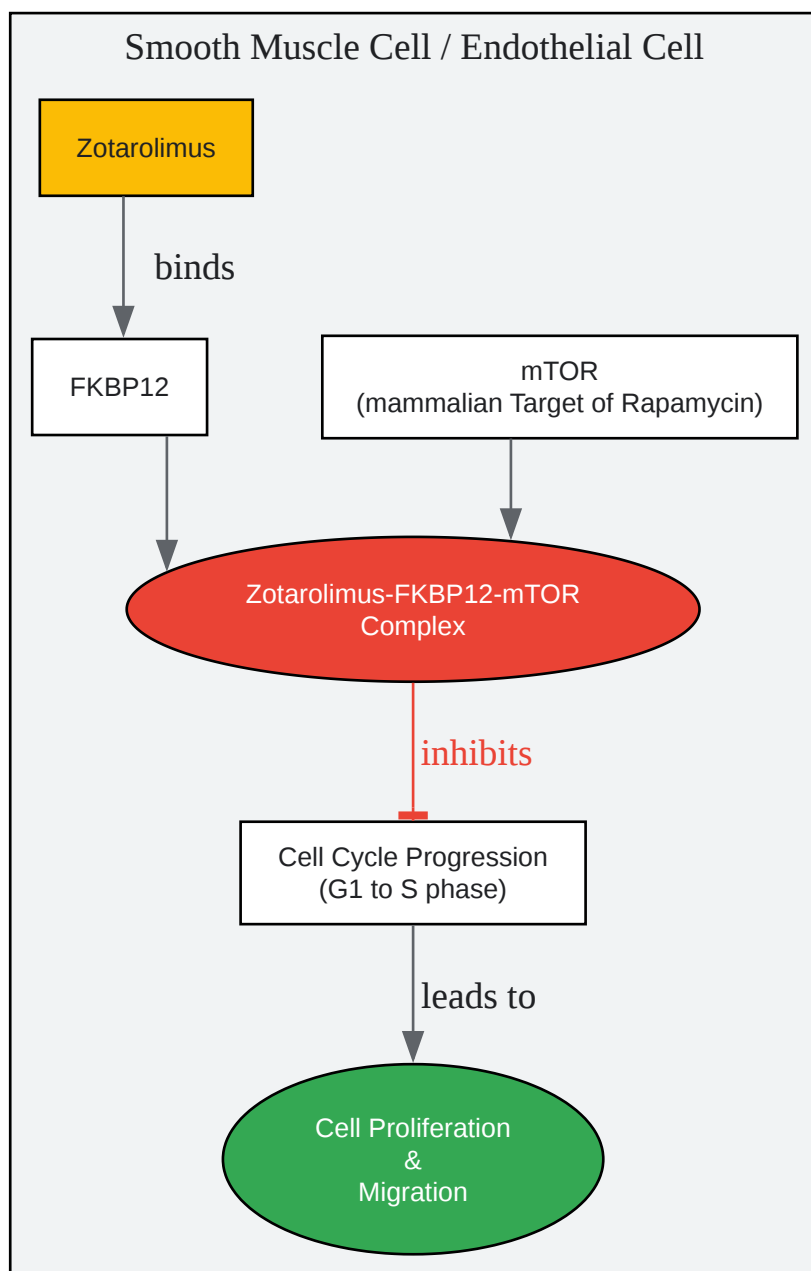 Smooth Muscle Cell / Endothelial Cell
Zotarolimus
binds
FKBP12
mTOR
(mammalian Target of Rapamycin)
Zotarolimus-FKBP12-mTOR
Complex
inhibits
Cell Cycle Progression
(G1 to S phase)
leads to
Cell Proliferation
&
Migration